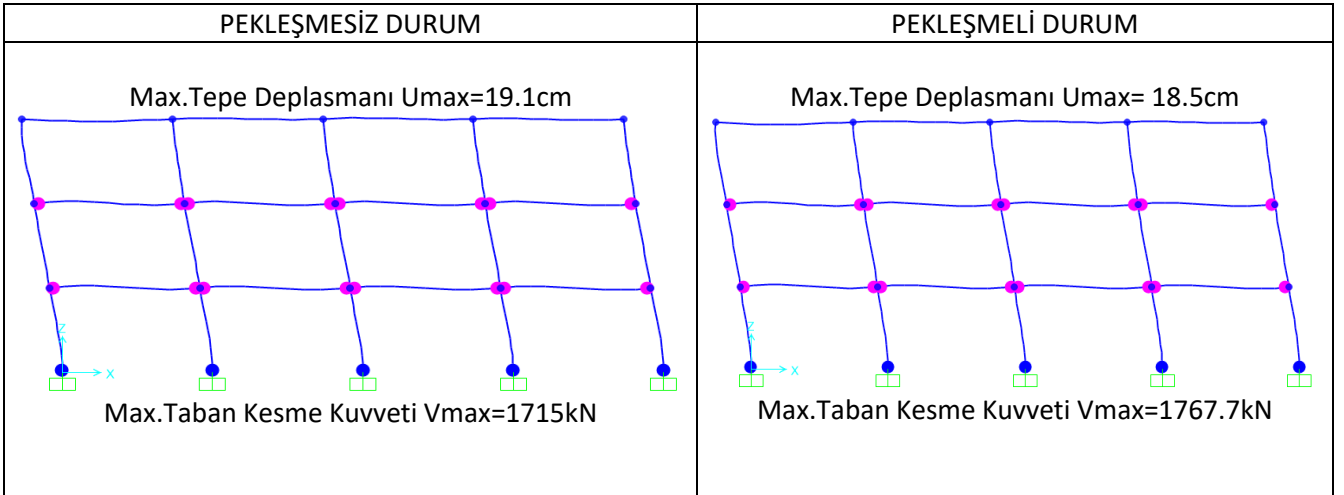 PEKLEŞMESİZ DURUM
Max.Tepe Deplasmanı Umax=19.1cm
Z
X
Max.Taban Kesme Kuvveti Vmax=1715kN
PEKLEŞMELİ DURUM
Max.Tepe Deplasmanı Umax= 18.5cm
Z
X
Max.Taban Kesme Kuvveti Vmax=1767.7kN